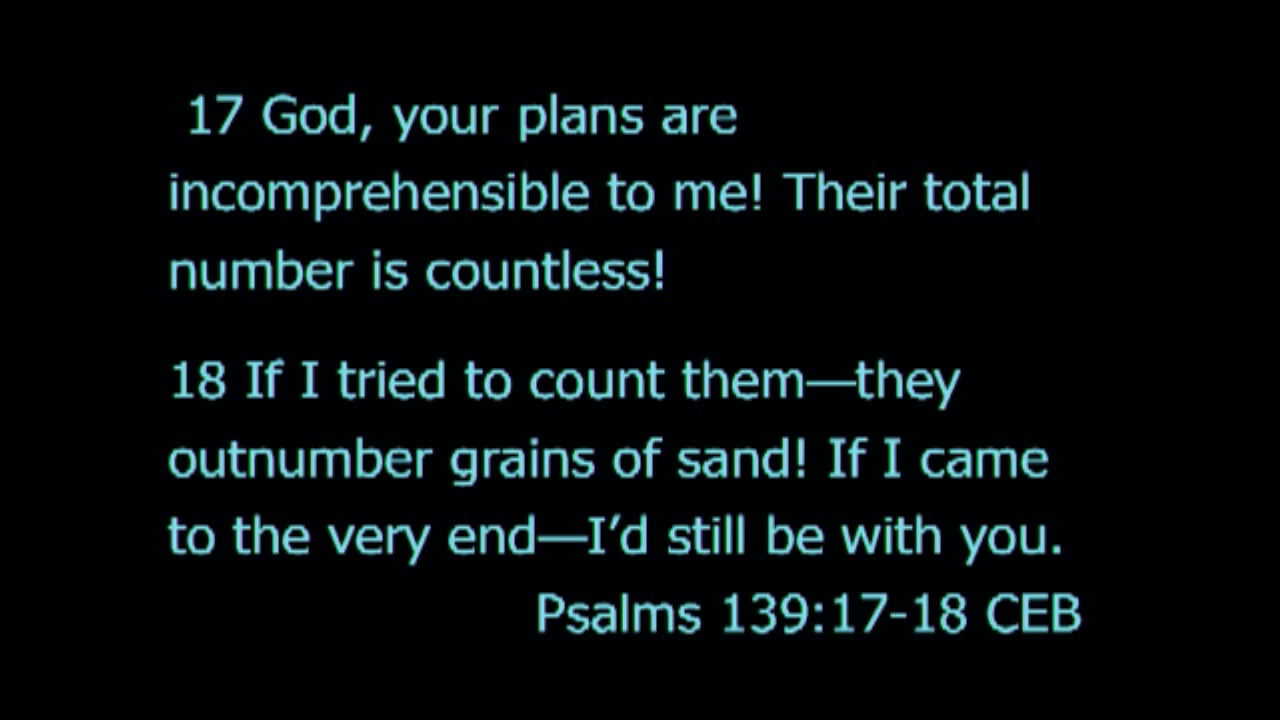 17 God, your plans are
incomprehensible to me! Their total
number is countless!
18 If I tried to count them—they
outnumber grains of sand! If I came
to the very end—I’d still be with you.
Psalms 139:17-18 CEB